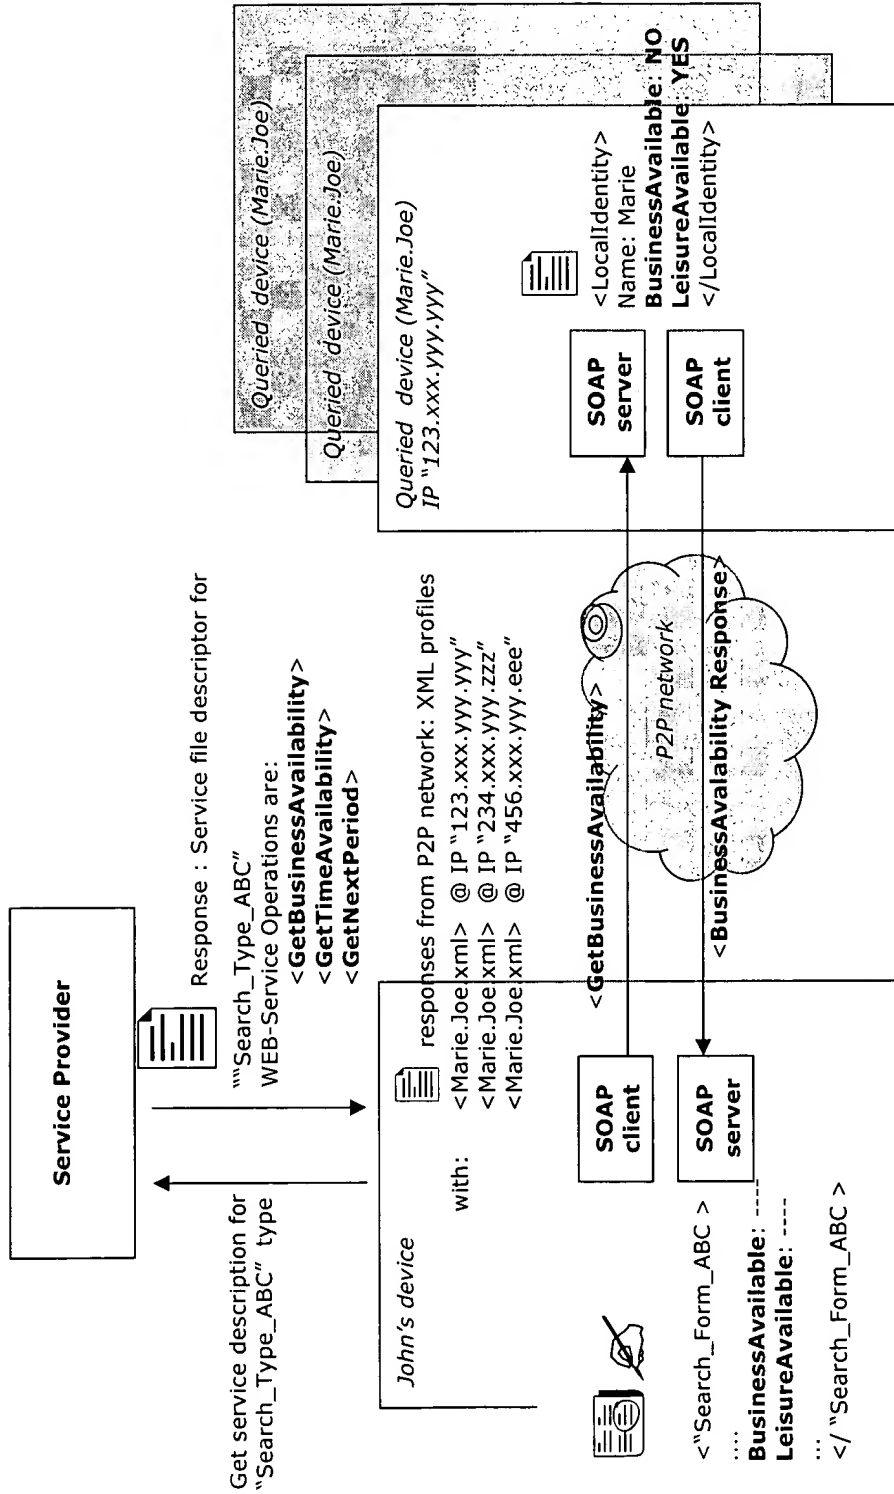 Service Provider
Get service description for
"Search_Type_ABC" type
Response : Service file descriptor for
""Search_Type_ABC"
WEB-Service Operations are:
<GetBusinessAvailability>
<GetTimeAvailability>
<GetNextPeriod>
John's device
responses from P2P network: XML profiles
with: <Marie.Joe.xml> @ IP "123.xxx.yyy.yyy"
<Marie.Joe.xml> @ IP "234.xxx.yyy.zzz"
<Marie.Joe.xml> @ IP "456.xxx.yyy.eee"
SOAP
client
SOAP
server
<"Search_Form_ABC >
....
BusinessAvailable: ----
LeisureAvailable: ----
...
</ "Search_Form_ABC >
<GetBusinessAvailability>
P2P network
<BusinessAvalability Response>
Queried device (Marie.Joe)
Queried device (Marie.Joe)
Queried device (Marie.Joe)
IP "123.xxx.yyy.yyy"
SOAP
server
SOAP
client
<LocalIdentity>
Name: Marie
BusinessAvailable: NO
LeisureAvailable: YES
</LocalIdentity>